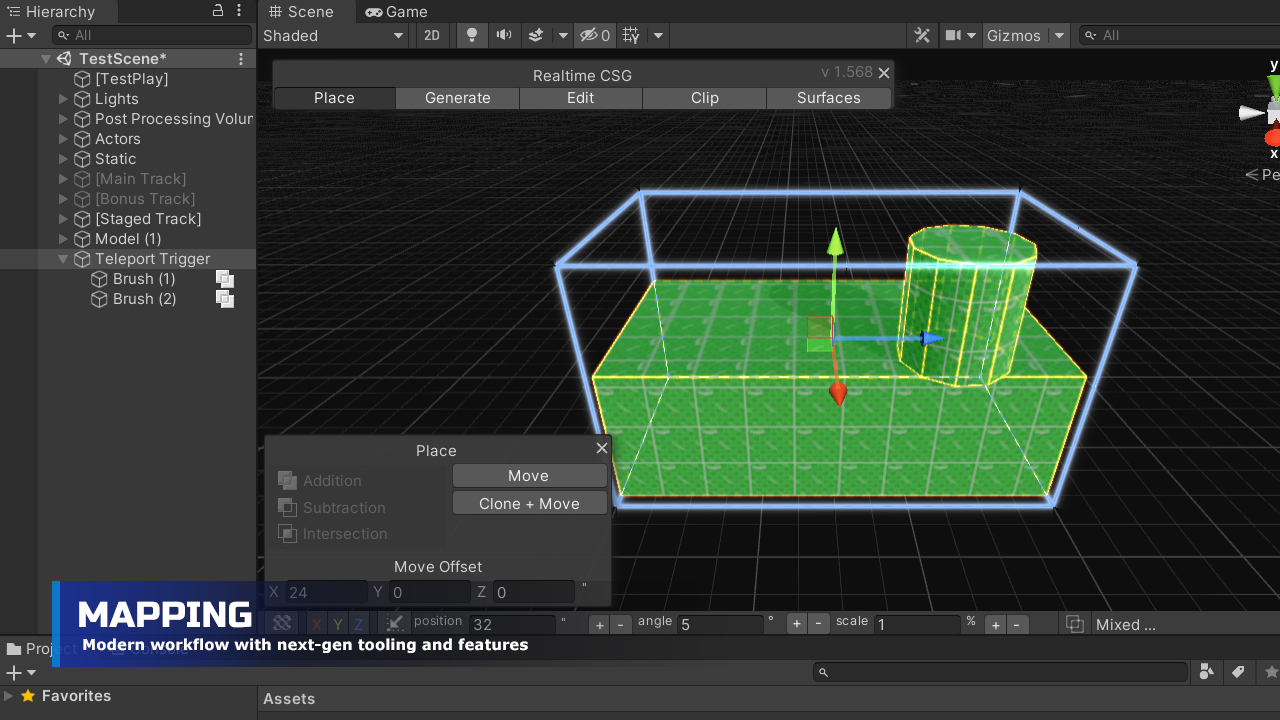 Hierarchy
Scene
Game
All
Shaded
2D
0
Gizmos
All
TestScene*
[TestPlay]
Lights
Post Processing Volur
Actors
Static
[Main Track]
[Bonus Track]
[Staged Track]
Model (1)
Teleport Trigger
Brush (1)
Brush (2)
Realtime CSG
v 1.568
Place
Generate
Edit
Clip
Surfaces
y
x
Pe
Place
Addition
Subtraction
Intersection
Move
Clone + Move
Move Offset
X 24 Y 0 Z 0 "
X Y Z
position 32 " + - angle 5 ° + - scale 1 % + - Mixed ...
MAPPING
Modern workflow with next-gen tooling and features
Proj
Console
Favorites
Assets